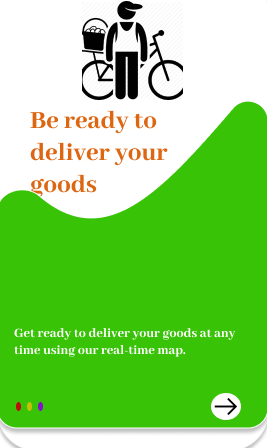 Be ready to
deliver your
goods
Get ready to deliver your goods at any
time using our real-time map.